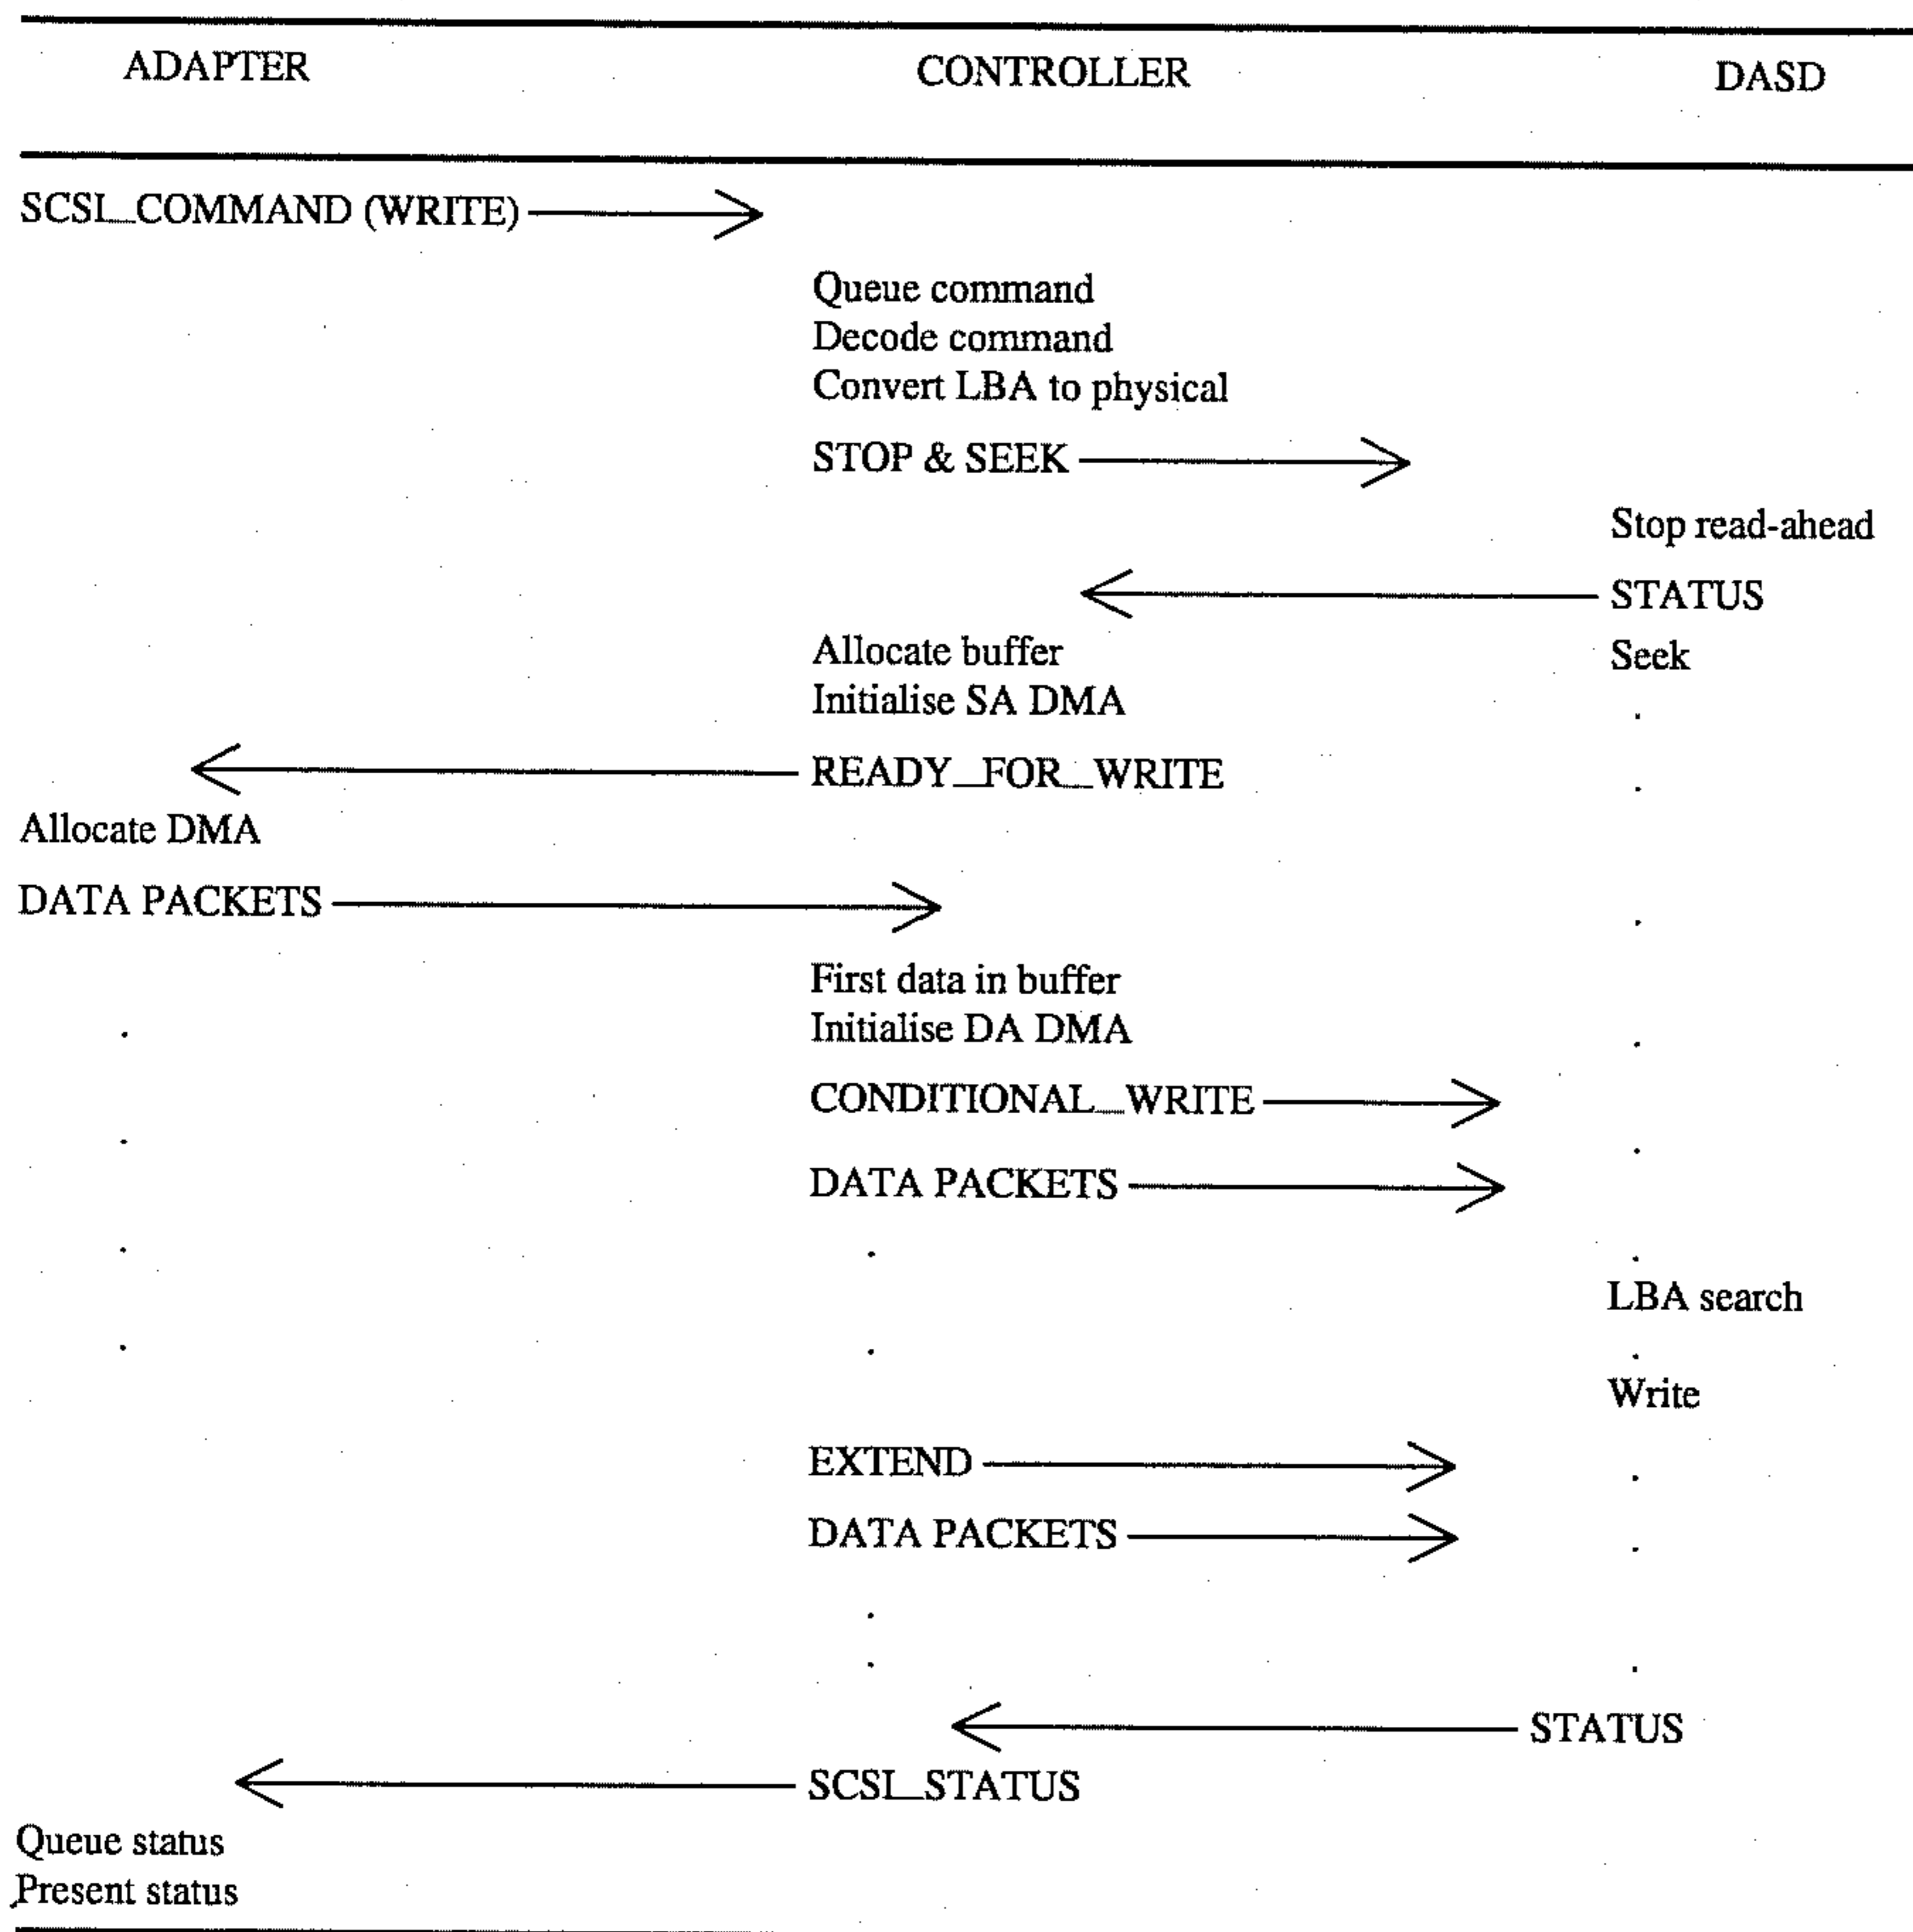 ADAPTER CONTROLLER DASD
SCSI_COMMAND (WRITE)
Queue command
Decode command
Convert LBA to physical
STOP & SEEK
Stop read-ahead
STATUS
Allocate buffer Seek
Initialise SA DMA .
READY_FOR_WRITE
.
Allocate DMA
DATA PACKETS
.
First data in buffer
. Initialise DA DMA .
CONDITIONAL_WRITE
. .
DATA PACKETS
. . .
LBA search
. . .
Write
EXTEND
.
DATA PACKETS
.
.
. .
STATUS
SCSI_STATUS
Queue status
Present status